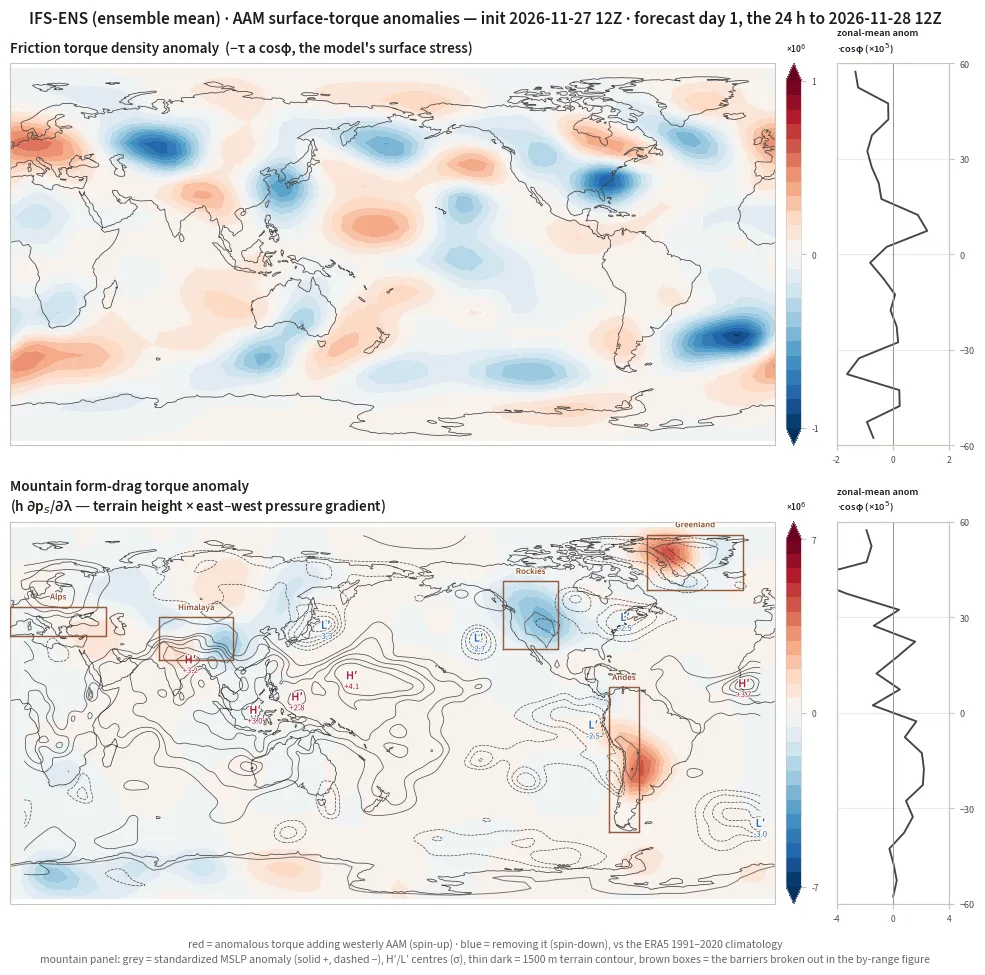 IFS-ENS (ensemble mean) · AAM surface-torque anomalies — init 2026-11-27 12Z · forecast day 1, the 24 h to 2026-11-28 12Z
Friction torque density anomaly (−τ a cosϕ, the model's surface stress)
×10⁶
zonal-mean anom
·cosϕ (×10⁵)
1
0
-1
60
30
0
−30
−60
-2
0
2
Mountain form-drag torque anomaly
(h ∂pₛ/∂λ — terrain height × east–west pressure gradient)
×10⁶
zonal-mean anom
·cosϕ (×10⁵)
Greenland
Rockies
Alps
Himalaya
L'
L'
-2.7
H'
H'
+4.1
H'
+2.8
H'
H'
Andes
L'
-2.5
L'
-3.0
7
0
-7
60
30
0
−30
−60
-4
0
4
red = anomalous torque adding westerly AAM (spin-up) · blue = removing it (spin-down), vs the ERA5 1991–2020 climatology
mountain panel: grey = standardized MSLP anomaly (solid +, dashed –), H'/L' centres (σ), thin dark = 1500 m terrain contour, brown boxes = the barriers broken out in the by-range figure